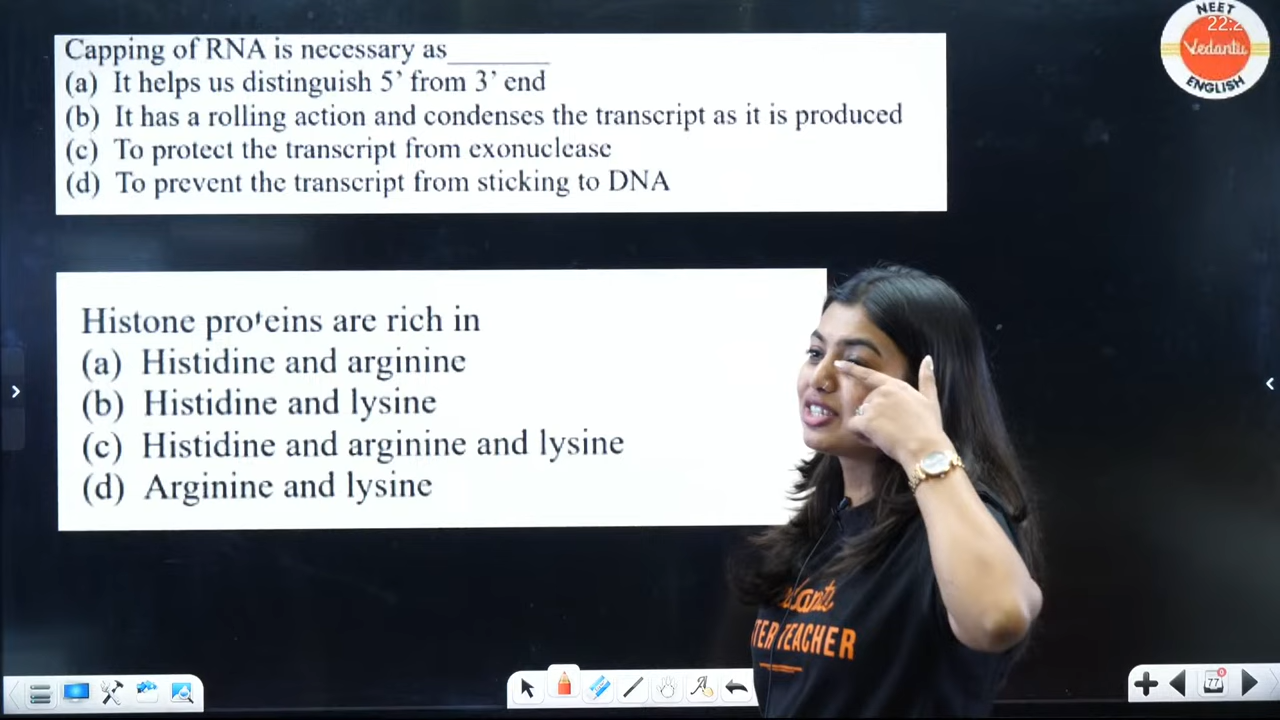 Capping of RNA is necessary as_______
(a) It helps us distinguish 5’ from 3’ end
(b) It has a rolling action and condenses the transcript as it is produced
(c) To protect the transcript from exonuclease
(d) To prevent the transcript from sticking to DNA
Histone proteins are rich in
(a) Histidine and arginine
(b) Histidine and lysine
(c) Histidine and arginine and lysine
(d) Arginine and lysine
NEET
Vedantu
ENGLISH
TEACHER
77